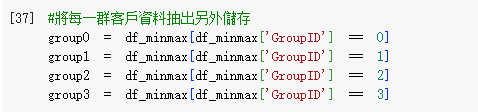 [37] #將每一群客戶資料抽出另外儲存
group0 = df_minmax[df_minmax['GroupID'] == 0]
group1 = df_minmax[df_minmax['GroupID'] == 1]
group2 = df_minmax[df_minmax['GroupID'] == 2]
group3 = df_minmax[df_minmax['GroupID'] == 3]